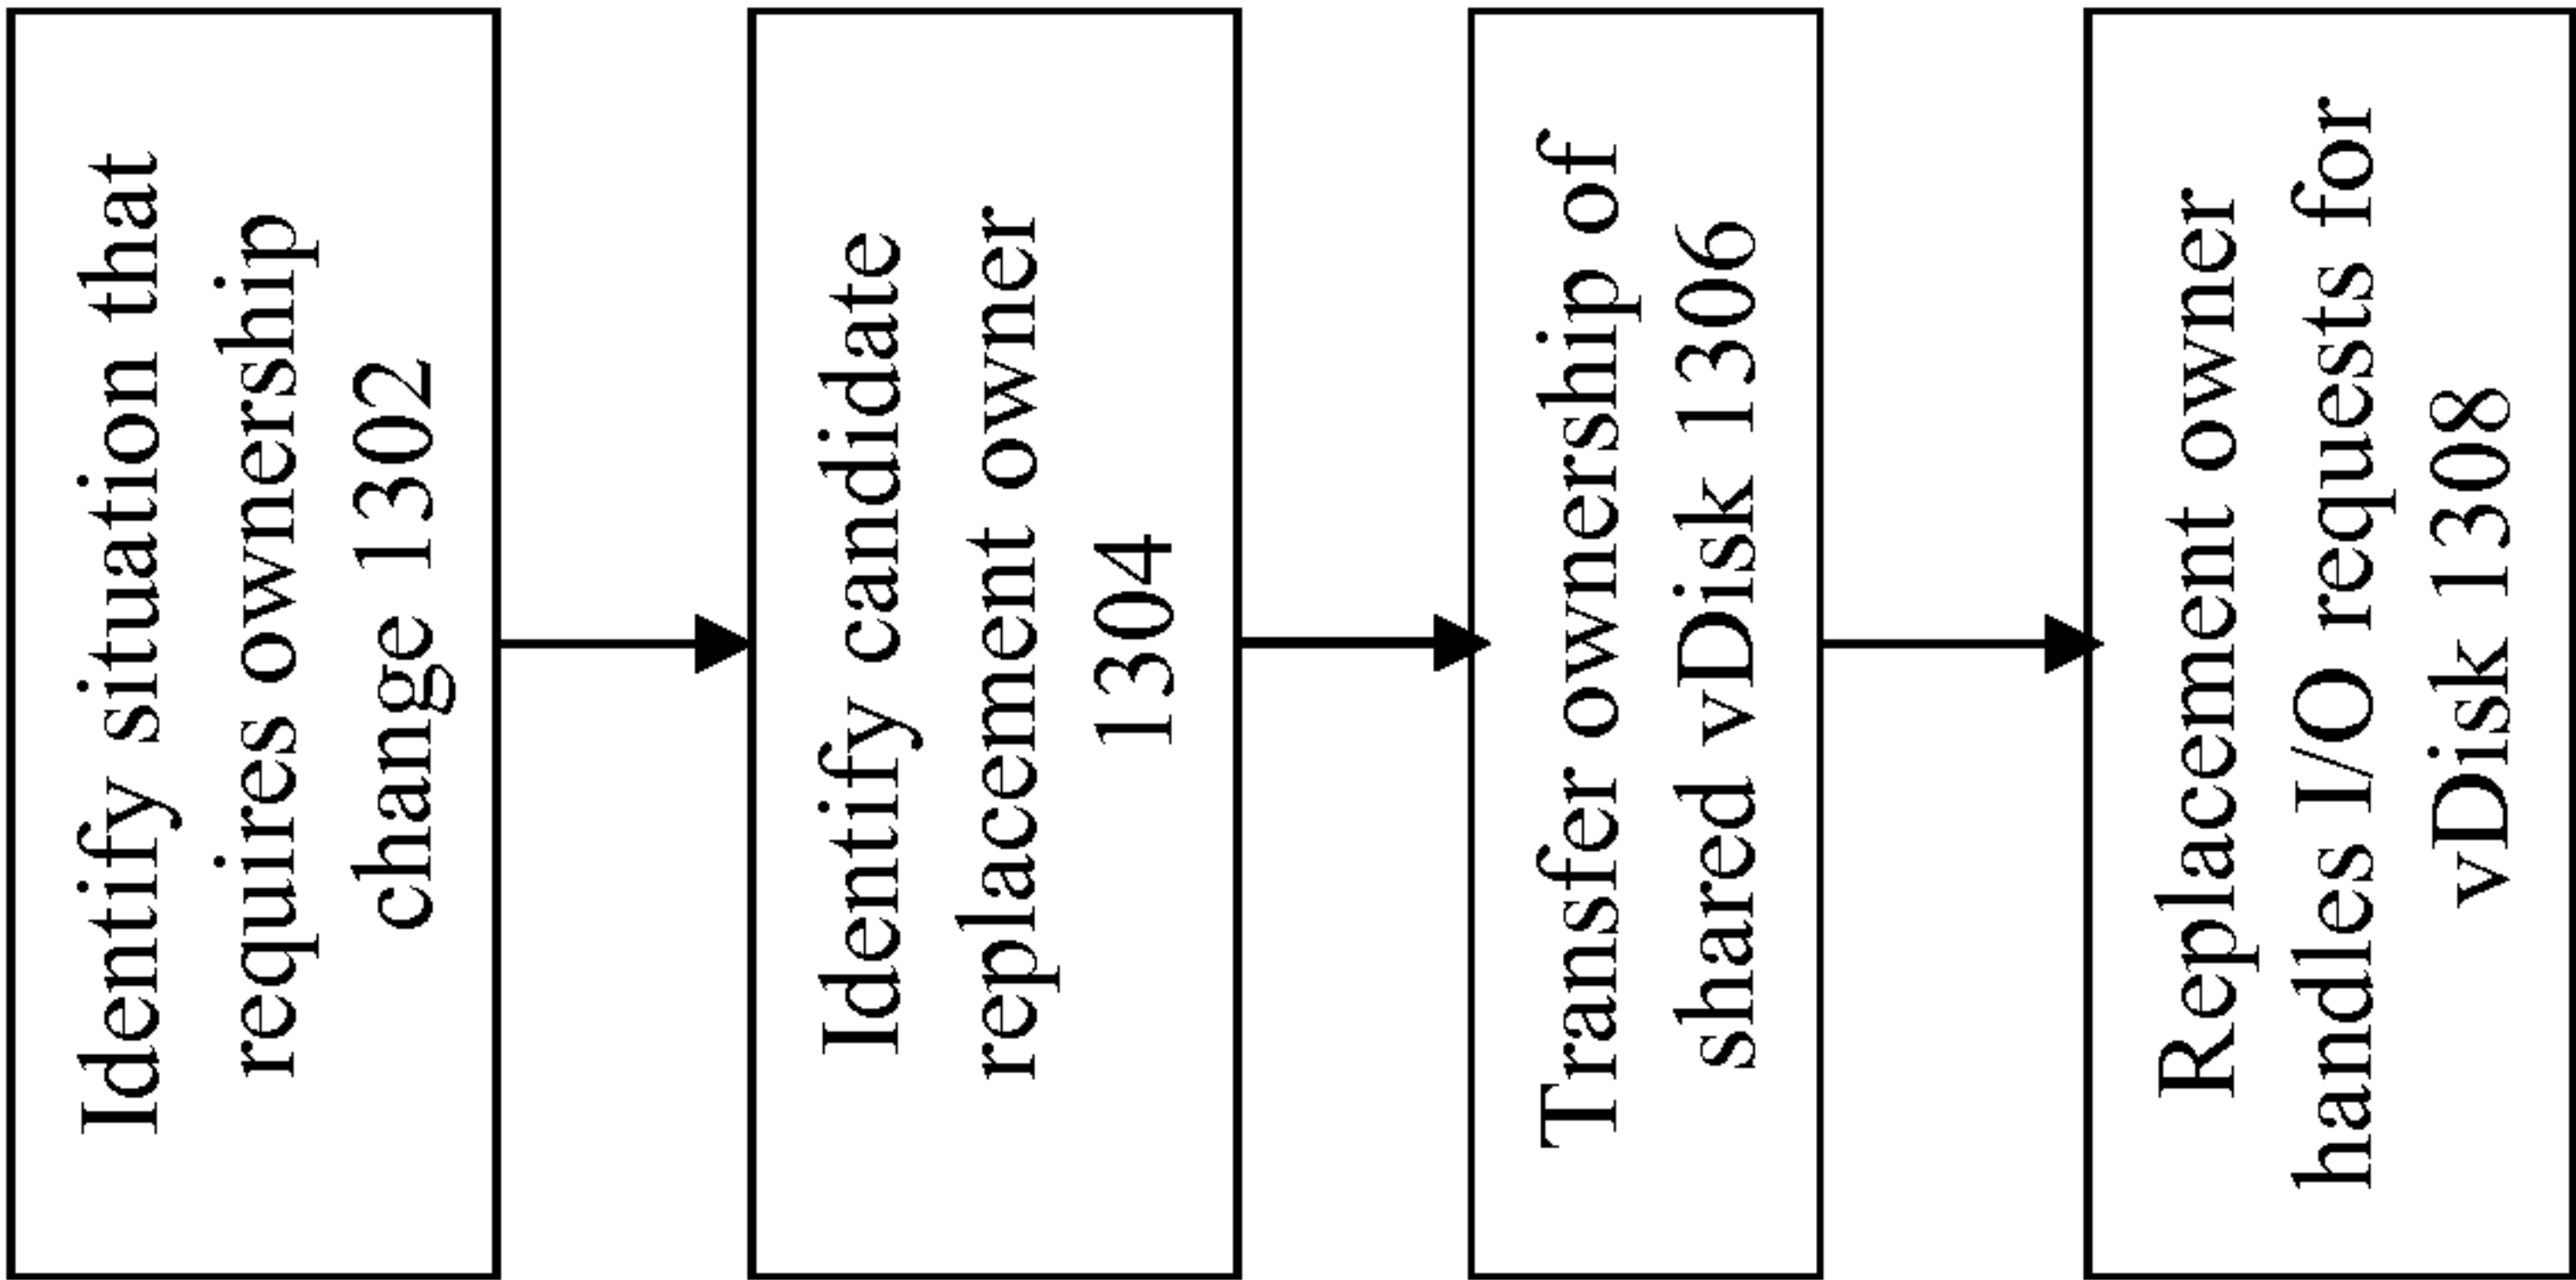 Identify situation that
requires ownership
change 1302
Identify candidate
replacement owner
1304
Transfer ownership of
shared vDisk 1306
Replacement owner
handles I/O requests for
vDisk 1308